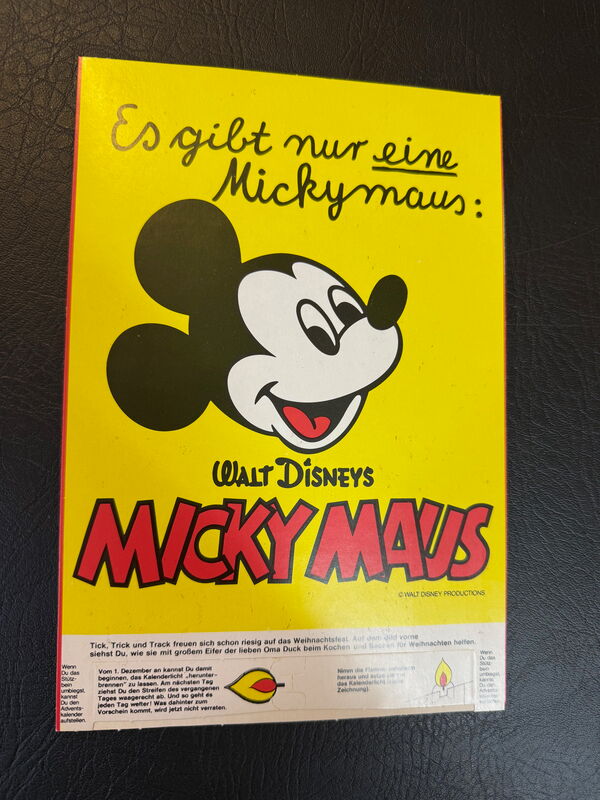 Es gibt nur eine
Mickymaus:
WALT DISNEYS
MICKY MAUS
© WALT DISNEY PRODUCTIONS
Tick, Trick und Track freuen sich schon riesig auf das Weihnachtsfest. Auf dem Bild vorne
siehst Du, wie sie mit großem Eifer der lieben Oma Duck beim Kochen und Backen für Weihnachten helfen.
Wenn
Du das
Stütz-
bein
umbiegst,
kannst
Du den
Advents-
kalender
aufstellen.
Vom 1. Dezember an kannst Du damit
beginnen, das Kalenderlicht „herunter-
brennen" zu lassen. Am nächsten Tag
ziehst Du den Streifen des vergangenen
Tages waagerecht ab. Und so geht es
jeden Tag weiter! Was dahinter zum
Vorschein kommt, wird jetzt nicht verraten.
Nimm die Flamme
heraus und
das Kalenderlicht
Zeichnung).
Wenn
Du das
Stütz-
bein
umbiegst,
kannst
Du den
Advents-
kalender
aufstellen.